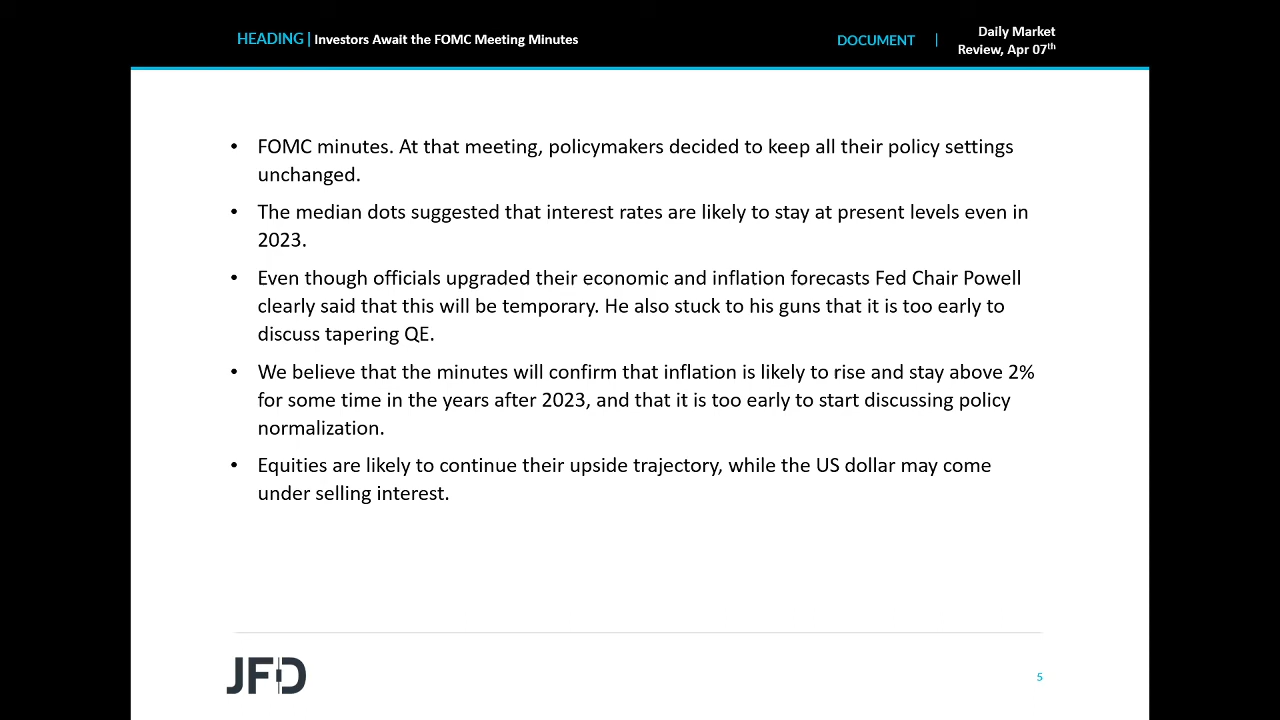 HEADING | Investors Await the FOMC Meeting Minutes
DOCUMENT |
Daily Market
Review, Apr 07th
• FOMC minutes. At that meeting, policymakers decided to keep all their policy settings
unchanged.
• The median dots suggested that interest rates are likely to stay at present levels even in
2023.
• Even though officials upgraded their economic and inflation forecasts Fed Chair Powell
clearly said that this will be temporary. He also stuck to his guns that it is too early to
discuss tapering QE.
• We believe that the minutes will confirm that inflation is likely to rise and stay above 2%
for some time in the years after 2023, and that it is too early to start discussing policy
normalization.
• Equities are likely to continue their upside trajectory, while the US dollar may come
under selling interest.
JFD
5